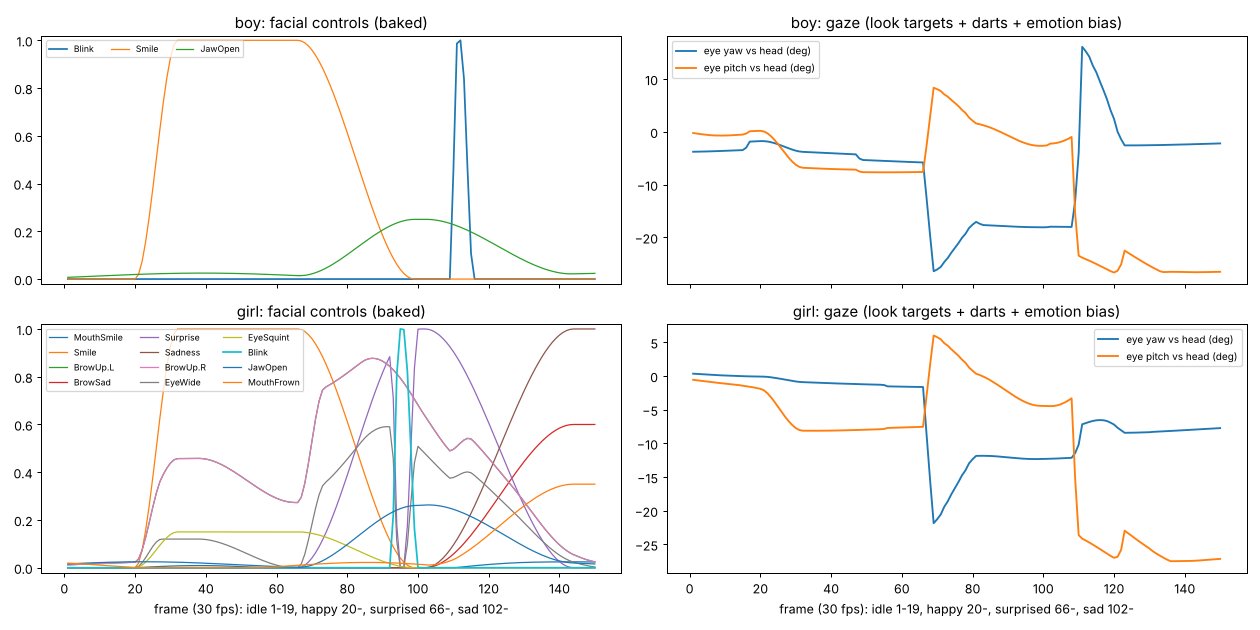 boy: facial controls (baked)
Blink Smile JawOpen
1.0
0.8
0.6
0.4
0.2
0.0
boy: gaze (look targets + darts + emotion bias)
eye yaw vs head (deg)
eye pitch vs head (deg)
10
0
−10
−20
girl: facial controls (baked)
MouthSmile Surprise EyeSquint
Smile Sadness Blink
BrowUp.L BrowUp.R JawOpen
BrowSad EyeWide MouthFrown
1.0
0.8
0.6
0.4
0.2
0.0
0 20 40 60 80 100 120 140
frame (30 fps): idle 1-19, happy 20-, surprised 66-, sad 102-
girl: gaze (look targets + darts + emotion bias)
eye yaw vs head (deg)
eye pitch vs head (deg)
5
0
−5
−10
−15
−20
−25
0 20 40 60 80 100 120 140
frame (30 fps): idle 1-19, happy 20-, surprised 66-, sad 102-